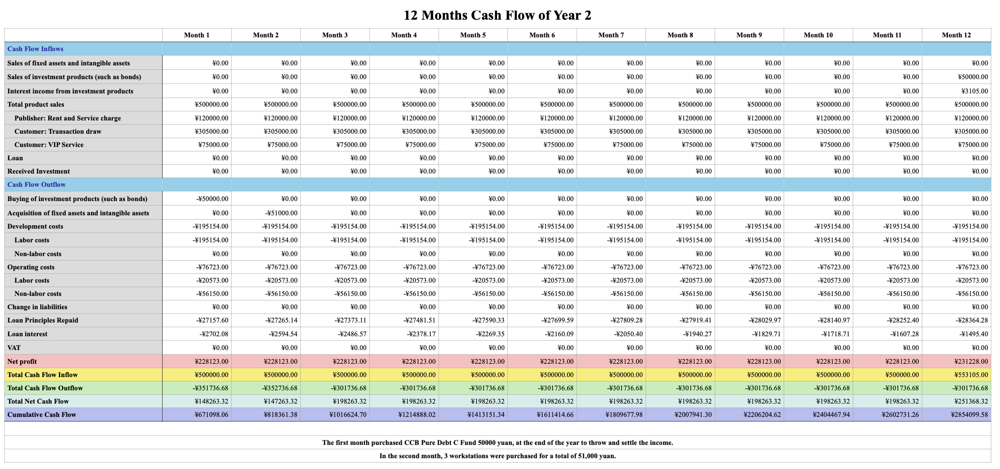 12 Months Cash Flow of Year 2
Month 1 Month 2 Month 3 Month 4 Month 5 Month 6 Month 7 Month 8 Month 9 Month 10 Month 11 Month 12
Cash Flow Inflows
Sales of fixed assets and intangible assets ¥0.00 ¥0.00 ¥0.00 ¥0.00 ¥0.00 ¥0.00 ¥0.00 ¥0.00 ¥0.00 ¥0.00 ¥0.00 ¥0.00
Sales of investment products (such as bonds) ¥0.00 ¥0.00 ¥0.00 ¥0.00 ¥0.00 ¥0.00 ¥0.00 ¥0.00 ¥0.00 ¥0.00 ¥0.00 ¥50000.00
Interest income from investment products ¥0.00 ¥0.00 ¥0.00 ¥0.00 ¥0.00 ¥0.00 ¥0.00 ¥0.00 ¥0.00 ¥0.00 ¥0.00 ¥3105.00
Total product sales ¥500000.00 ¥500000.00 ¥500000.00 ¥500000.00 ¥500000.00 ¥500000.00 ¥500000.00 ¥500000.00 ¥500000.00 ¥500000.00 ¥500000.00 ¥500000.00
Publisher: Rent and Service charge ¥120000.00 ¥120000.00 ¥120000.00 ¥120000.00 ¥120000.00 ¥120000.00 ¥120000.00 ¥120000.00 ¥120000.00 ¥120000.00 ¥120000.00 ¥120000.00
Customer: Transaction draw ¥305000.00 ¥305000.00 ¥305000.00 ¥305000.00 ¥305000.00 ¥305000.00 ¥305000.00 ¥305000.00 ¥305000.00 ¥305000.00 ¥305000.00 ¥305000.00
Customer: VIP Service ¥75000.00 ¥75000.00 ¥75000.00 ¥75000.00 ¥75000.00 ¥75000.00 ¥75000.00 ¥75000.00 ¥75000.00 ¥75000.00 ¥75000.00 ¥75000.00
Loan ¥0.00 ¥0.00 ¥0.00 ¥0.00 ¥0.00 ¥0.00 ¥0.00 ¥0.00 ¥0.00 ¥0.00 ¥0.00 ¥0.00
Received Investment ¥0.00 ¥0.00 ¥0.00 ¥0.00 ¥0.00 ¥0.00 ¥0.00 ¥0.00 ¥0.00 ¥0.00 ¥0.00 ¥0.00
Cash Flow Outflow
Buying of investment products (such as bonds) -¥50000.00 ¥0.00 ¥0.00 ¥0.00 ¥0.00 ¥0.00 ¥0.00 ¥0.00 ¥0.00 ¥0.00 ¥0.00 ¥0.00
Acquisition of fixed assets and intangible assets ¥0.00 -¥51000.00 ¥0.00 ¥0.00 ¥0.00 ¥0.00 ¥0.00 ¥0.00 ¥0.00 ¥0.00 ¥0.00 ¥0.00
Development costs -¥195154.00 -¥195154.00 -¥195154.00 -¥195154.00 -¥195154.00 -¥195154.00 -¥195154.00 -¥195154.00 -¥195154.00 -¥195154.00 -¥195154.00 -¥195154.00
Labor costs -¥195154.00 -¥195154.00 -¥195154.00 -¥195154.00 -¥195154.00 -¥195154.00 -¥195154.00 -¥195154.00 -¥195154.00 -¥195154.00 -¥195154.00 -¥195154.00
Non-labor costs ¥0.00 ¥0.00 ¥0.00 ¥0.00 ¥0.00 ¥0.00 ¥0.00 ¥0.00 ¥0.00 ¥0.00 ¥0.00 ¥0.00
Operating costs -¥76723.00 -¥76723.00 -¥76723.00 -¥76723.00 -¥76723.00 -¥76723.00 -¥76723.00 -¥76723.00 -¥76723.00 -¥76723.00 -¥76723.00 -¥76723.00
Labor costs -¥20573.00 -¥20573.00 -¥20573.00 -¥20573.00 -¥20573.00 -¥20573.00 -¥20573.00 -¥20573.00 -¥20573.00 -¥20573.00 -¥20573.00 -¥20573.00
Non-labor costs -¥56150.00 -¥56150.00 -¥56150.00 -¥56150.00 -¥56150.00 -¥56150.00 -¥56150.00 -¥56150.00 -¥56150.00 -¥56150.00 -¥56150.00 -¥56150.00
Change in liabilities ¥0.00 ¥0.00 ¥0.00 ¥0.00 ¥0.00 ¥0.00 ¥0.00 ¥0.00 ¥0.00 ¥0.00 ¥0.00 ¥0.00
Loan Principles Repaid -¥27157.60 -¥27265.14 -¥27373.11 -¥27481.51 -¥27590.33 -¥27699.59 -¥27809.28 -¥27919.41 -¥28029.97 -¥28140.97 -¥28252.40 -¥28364.28
Loan interest -¥2702.08 -¥2594.54 -¥2486.57 -¥2378.17 -¥2269.35 -¥2160.09 -¥2050.40 -¥1940.27 -¥1829.71 -¥1718.71 -¥1607.28 -¥1495.40
VAT ¥0.00 ¥0.00 ¥0.00 ¥0.00 ¥0.00 ¥0.00 ¥0.00 ¥0.00 ¥0.00 ¥0.00 ¥0.00 ¥0.00
Net profit ¥228123.00 ¥228123.00 ¥228123.00 ¥228123.00 ¥228123.00 ¥228123.00 ¥228123.00 ¥228123.00 ¥228123.00 ¥228123.00 ¥228123.00 ¥231228.00
Total Cash Flow Inflow ¥500000.00 ¥500000.00 ¥500000.00 ¥500000.00 ¥500000.00 ¥500000.00 ¥500000.00 ¥500000.00 ¥500000.00 ¥500000.00 ¥500000.00 ¥553105.00
Total Cash Flow Outflow -¥351736.68 -¥352736.68 -¥301736.68 -¥301736.68 -¥301736.68 -¥301736.68 -¥301736.68 -¥301736.68 -¥301736.68 -¥301736.68 -¥301736.68 -¥301736.68
Total Net Cash Flow ¥148263.32 ¥147263.32 ¥198263.32 ¥198263.32 ¥198263.32 ¥198263.32 ¥198263.32 ¥198263.32 ¥198263.32 ¥198263.32 ¥198263.32 ¥251368.32
Cumulative Cash Flow ¥671098.06 ¥818361.38 ¥1016624.70 ¥1214888.02 ¥1413151.34 ¥1611414.66 ¥1809677.98 ¥2007941.30 ¥2206204.62 ¥2404467.94 ¥2602731.26 ¥2854099.58
The first month purchased CCB Pure Debt C Fund 50000 yuan, at the end of the year to throw and settle the income.
In the second month, 3 workstations were purchased for a total of 51,000 yuan.